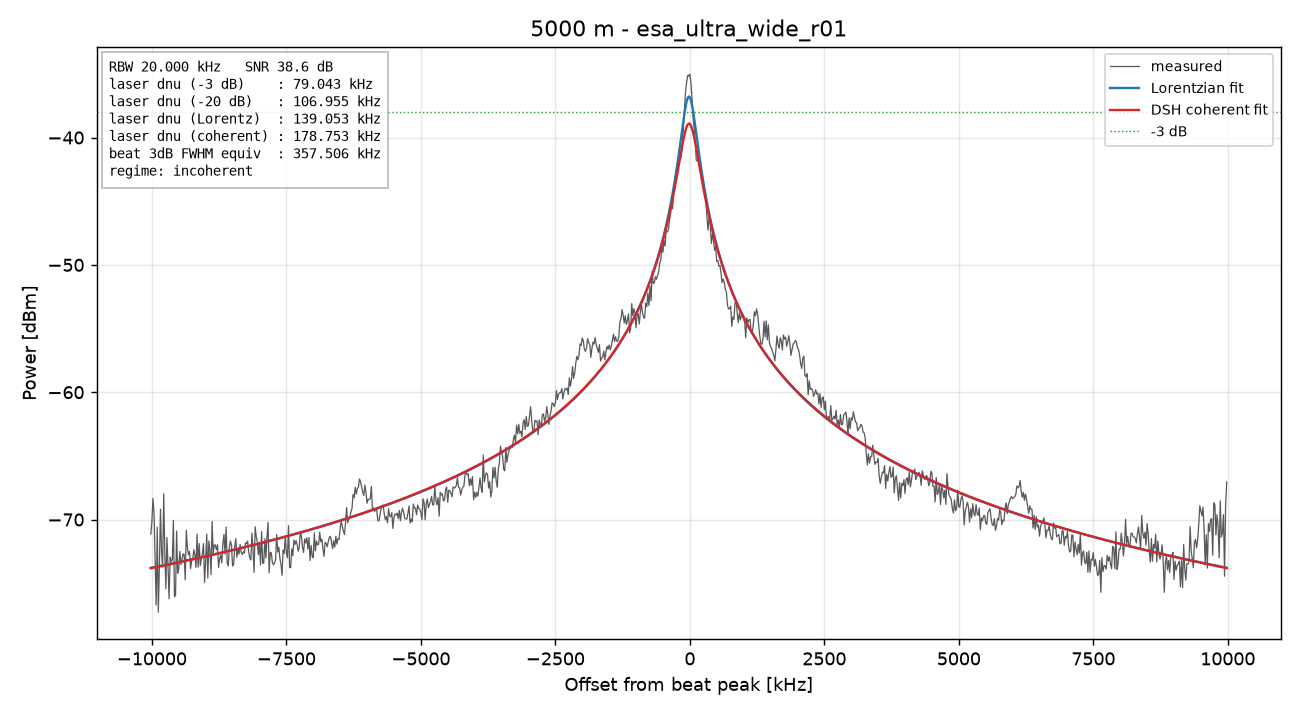 5000 m - esa_ultra_wide_r01
RBW 20.000 kHz   SNR 38.6 dB
laser dnu (-3 dB)    : 79.043 kHz
laser dnu (-20 dB)   : 106.955 kHz
laser dnu (Lorentz)  : 139.053 kHz
laser dnu (coherent) : 178.753 kHz
beat 3dB FWHM equiv  : 357.506 kHz
regime: incoherent
measured
Lorentzian fit
DSH coherent fit
-3 dB
Power [dBm]
−40
−50
−60
−70
−10000
−7500
−5000
−2500
0
2500
5000
7500
10000
Offset from beat peak [kHz]